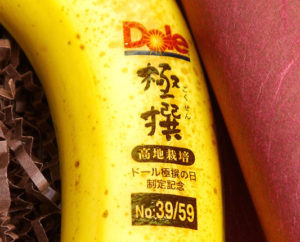 Dole
極撰
ごくせん
高地栽培
ドール極撰の日
制定記念
No.39/59